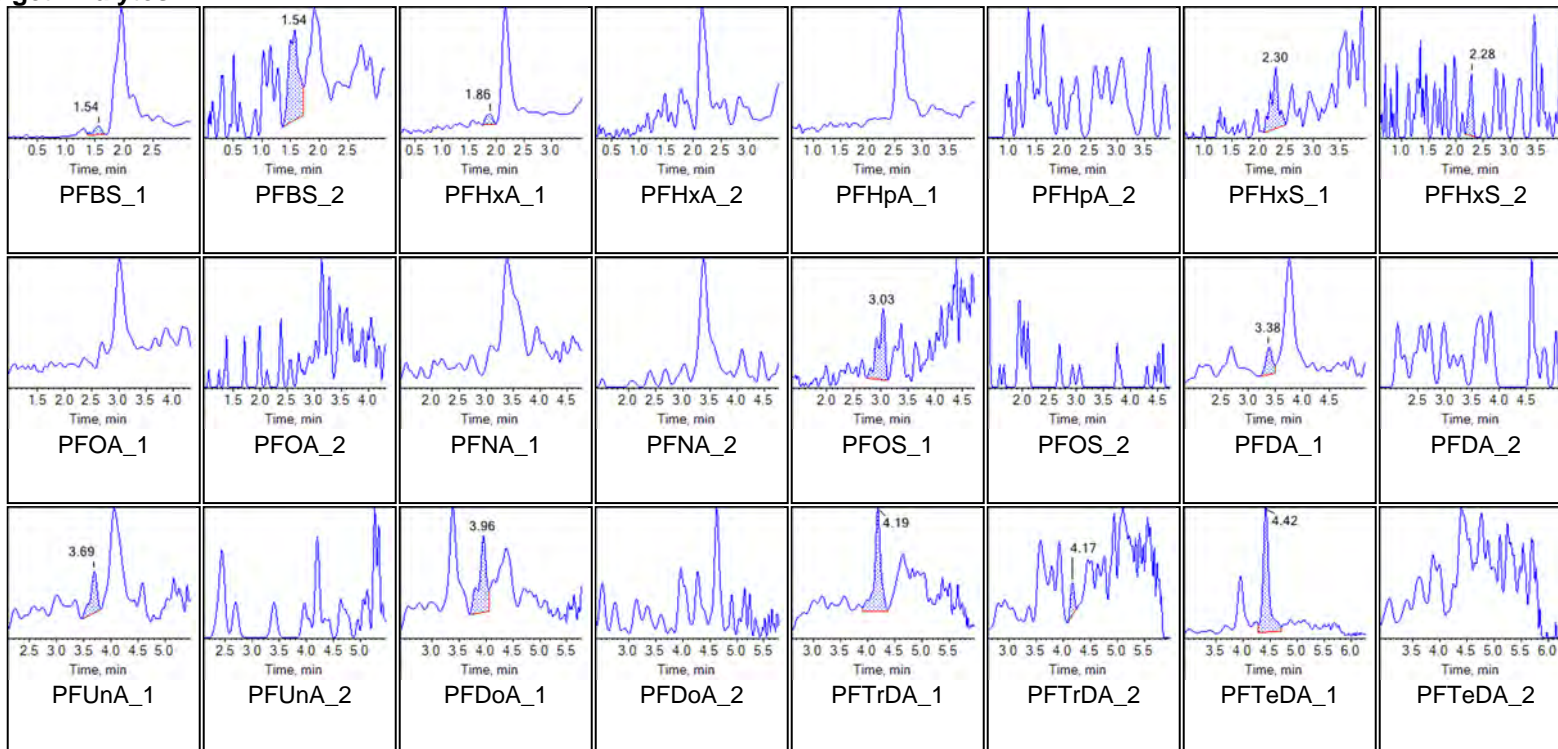 1.54
0.5 1.0 1.5 2.0 2.5
Time, min
PFBS_1
1.54
0.5 1.0 1.5 2.0 2.5
Time, min
PFBS_2
1.86
0.5 1.0 1.5 2.0 2.5 3.0
Time, min
PFHxA_1
0.5 1.0 1.5 2.0 2.5 3.0
Time, min
PFHxA_2
1.0 1.5 2.0 2.5 3.0 3.5
Time, min
PFHpA_1
1.0 1.5 2.0 2.5 3.0 3.5
Time, min
PFHpA_2
2.30
1.0 1.5 2.0 2.5 3.0 3.5
Time, min
PFHxS_1
2.28
1.0 1.5 2.0 2.5 3.0 3.5
Time, min
PFHxS_2
1.5 2.0 2.5 3.0 3.5 4.0
Time, min
PFOA_1
1.5 2.0 2.5 3.0 3.5 4.0
Time, min
PFOA_2
2.0 2.5 3.0 3.5 4.0 4.5
Time, min
PFNA_1
2.0 2.5 3.0 3.5 4.0 4.5
Time, min
PFNA_2
3.03
2.0 2.5 3.0 3.5 4.0 4.5
Time, min
PFOS_1
2.0 2.5 3.0 3.5 4.0 4.5
Time, min
PFOS_2
3.38
2.5 3.0 3.5 4.0 4.5
Time, min
PFDA_1
2.5 3.0 3.5 4.0 4.5
Time, min
PFDA_2
3.69
2.5 3.0 3.5 4.0 4.5 5.0
Time, min
PFUnA_1
2.5 3.0 3.5 4.0 4.5 5.0
Time, min
PFUnA_2
3.96
3.0 3.5 4.0 4.5 5.0 5.5
Time, min
PFDoA_1
3.0 3.5 4.0 4.5 5.0 5.5
Time, min
PFDoA_2
4.19
3.0 3.5 4.0 4.5 5.0 5.5
Time, min
PFTrDA_1
4.17
3.0 3.5 4.0 4.5 5.0 5.5
Time, min
PFTrDA_2
4.42
3.5 4.0 4.5 5.0 5.5 6.0
Time, min
PFTeDA_1
3.5 4.0 4.5 5.0 5.5 6.0
Time, min
PFTeDA_2